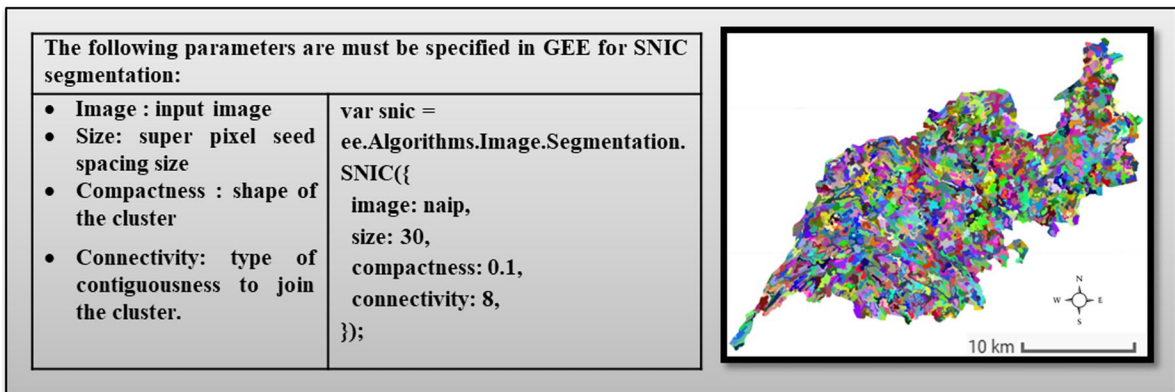 The following parameters are must be specified in GEE for SNIC
segmentation:
• Image : input image
• Size: super pixel seed
spacing size
• Compactness : shape of
the cluster
• Connectivity: type of
contiguousness to join
the cluster.
var snic =
ee.Algorithms.Image.Segmentation.
SNIC({
image: naip,
size: 30,
compactness: 0.1,
connectivity: 8,
});
N
W E
S
10 km